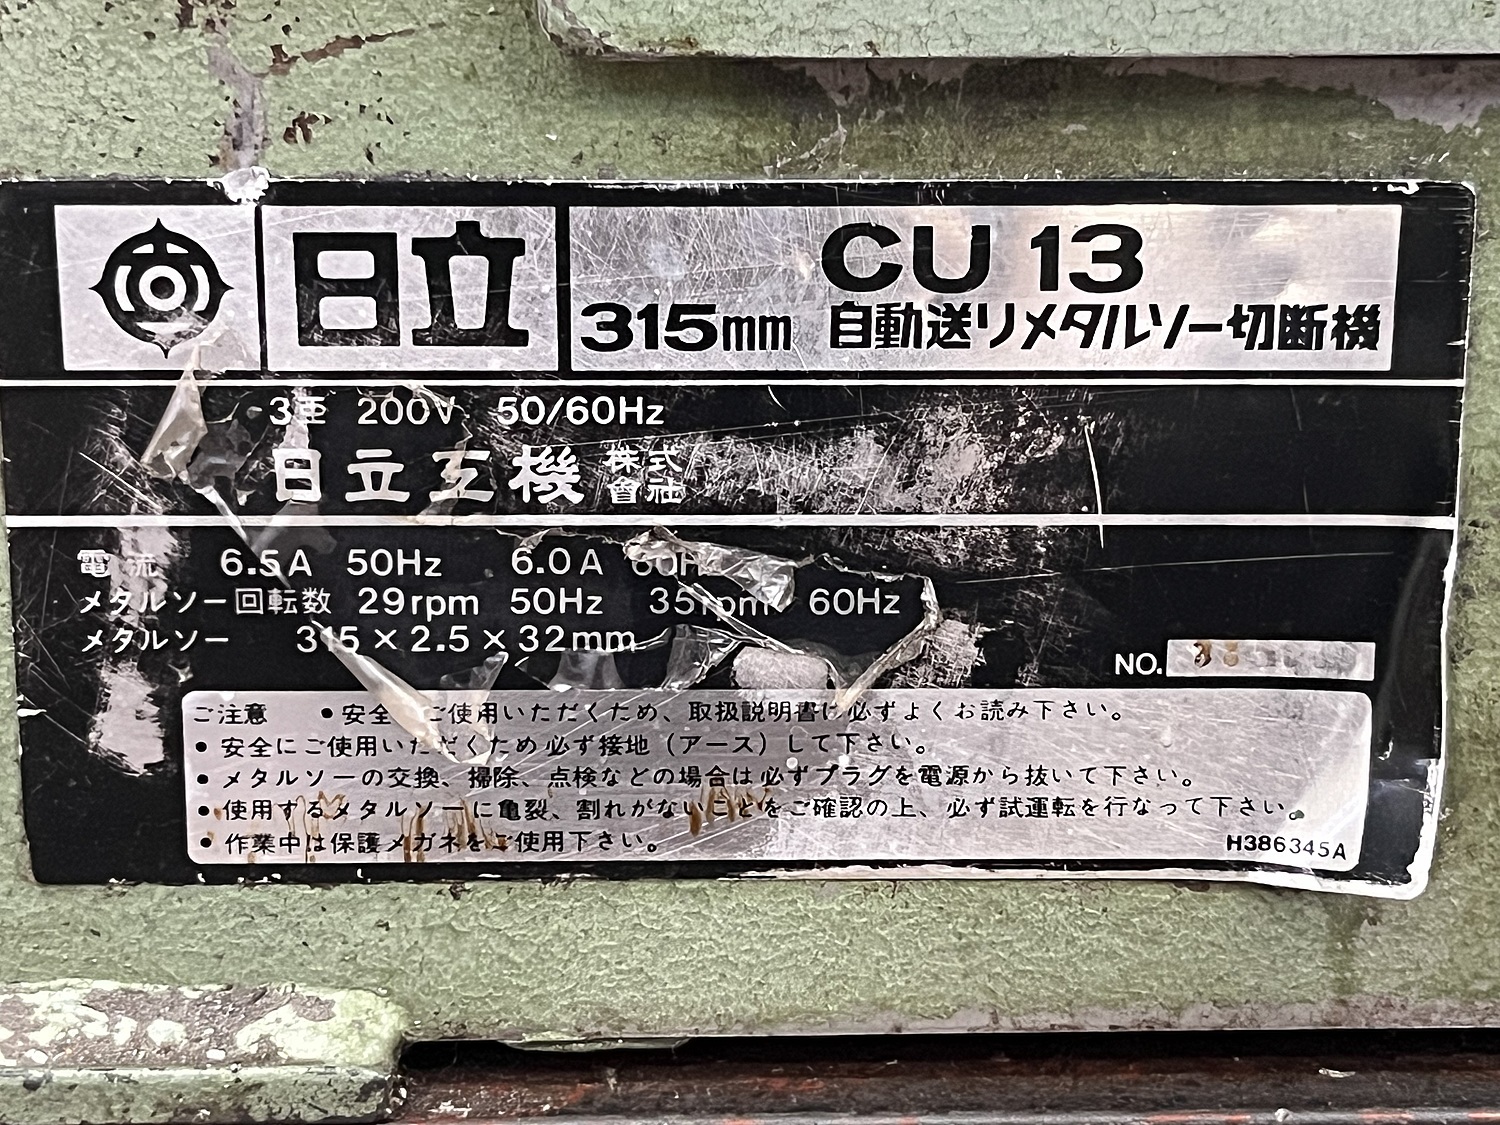 日立
CU 13
315mm 自動送リメタルソー切断機
3亜 200V 50/60Hz
日立工機 株式會社
電流 6.5A 50Hz 6.0A 60Hz
メタルソー回転数 29rpm 50Hz 35rpm 60Hz
メタルソー 315×2.5×32mm
NO.
ご注意 ●安全にご使用いただくため、取扱説明書は必ずよくお読み下さい。
●安全にご使用いただくため必ず接地(アース)して下さい。
●メタルソーの交換、掃除、点検などの場合は必ずプラグを電源から抜いて下さい。
●使用するメタルソーに亀裂、割れがないことをご確認の上、必ず試運転を行なって下さい。
●作業中は保護メガネをご使用下さい。
H386345A